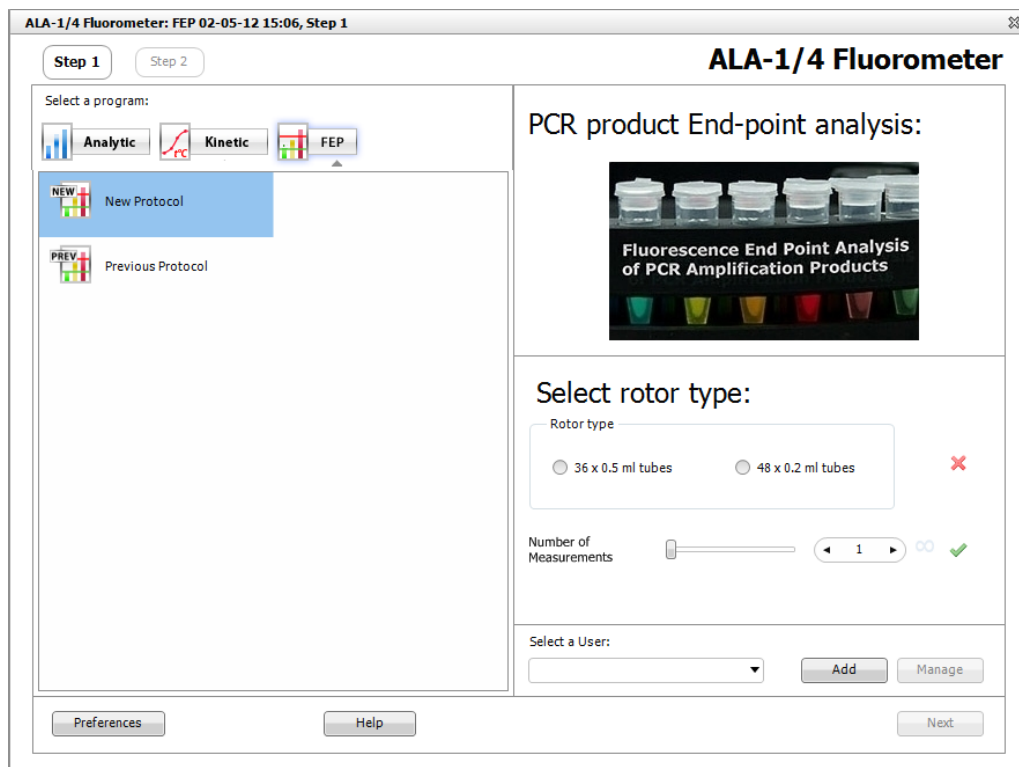 ALA-1/4 Fluorometer: FEP 02-05-12 15:06, Step 1
Step 1
Step 2
ALA-1/4 Fluorometer
Select a program:
Analytic
°C
Kinetic
FEP
NEW
New Protocol
PREV
Previous Protocol
PCR product End-point analysis:
Fluorescence End Point Analysis
of PCR Amplification Products
Select rotor type:
Rotor type
36 x 0.5 ml tubes
48 x 0.2 ml tubes
Number of
Measurements
1
∞
Select a User:
Add
Manage
Preferences
Help
Next